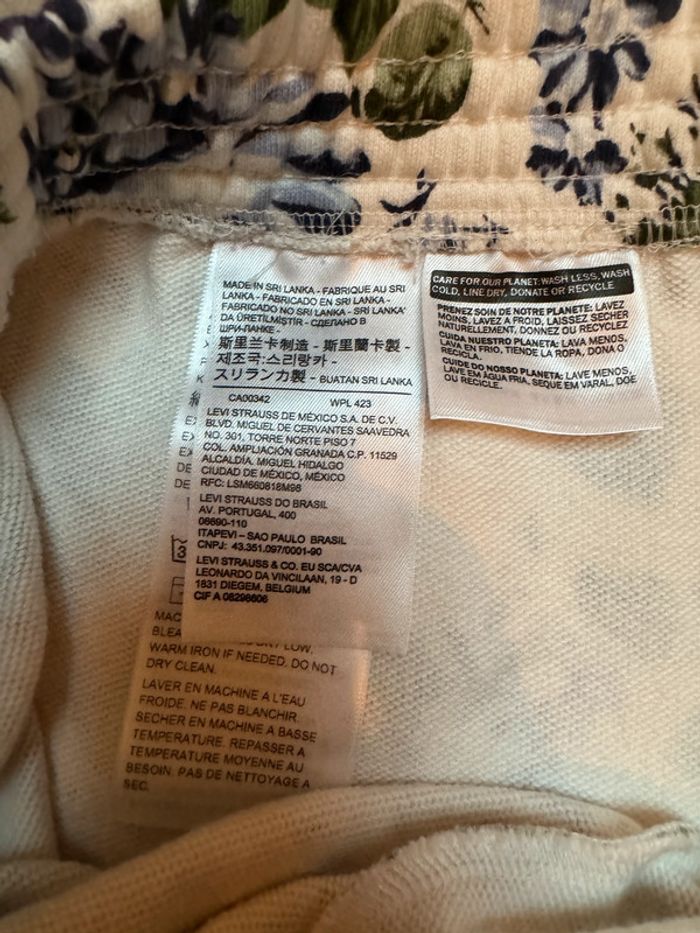 MADE IN SRI LANKA - FABRIQUE AU SRI
LANKA - FABRICADO EN SRI LANKA -
FABRICADO NO SRI LANKA - SRI LANKA'
DA ÜRETILMIŞTIR - СДЕЛАНО В
ШРИ-ЛАНКЕ -
斯里兰卡制造 - 斯里蘭卡製 -
제조국:스리랑카 -
スリランカ製 - BUATAN SRI LANKA
CA00342 WPL 423
LEVI STRAUSS DE MÉXICO S.A. DE C.V.
BLVD. MIGUEL DE CERVANTES SAAVEDRA
NO. 301, TORRE NORTE PISO 7
COL. AMPLIACIÓN GRANADA C.P. 11529
ALCALDÍA. MIGUEL HIDALGO
CIUDAD DE MÉXICO, MÉXICO
RFC: LSM660818M98
LEVI STRAUSS DO BRASIL
AV. PORTUGAL, 400
06690-110
ITAPEVI – SAO PAULO BRASIL
CNPJ: 43.351.097/0001-90
LEVI STRAUSS & CO. EU SCA/CVA
LEONARDO DA VINCILAAN, 19 - D
1831 DIEGEM, BELGIUM
CIF A 08298606
LOW,
WARM IRON IF NEEDED. DO NOT
DRY CLEAN.
LAVER EN MACHINE A L'EAU
FROIDE. NE PAS BLANCHIR.
SECHER EN MACHINE A BASSE
TEMPERATURE. REPASSER A
TEMPERATURE MOYENNE AU
BESOIN. PAS DE NETTOYAGE A
SEC.
CARE FOR OUR PLANET: WASH LESS, WASH
COLD, LINE DRY, DONATE OR RECYCLE
PRENEZ SOIN DE NOTRE PLANETE: LAVEZ
MOINS, LAVEZ A FROID, LAISSEZ SECHER
NATURELLEMENT, DONNEZ OU RECYCLEZ
CUIDA NUESTRO PLANETA: LAVA MENOS,
LAVA EN FRIO, TIENDE LA ROPA, DONA O
RECICLA.
CUIDE DO NOSSO PLANETA: LAVE MENOS,
LAVE EM ÁGUA FRIA, SEQUE EM VARAL, DOE
OU RECICLE.